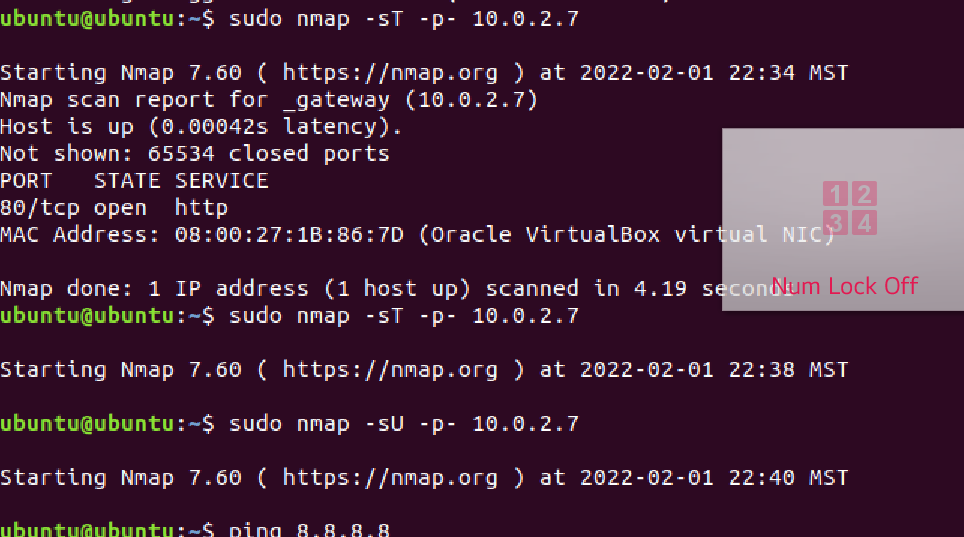 ubuntu@ubuntu:~$ sudo nmap -sT -p- 10.0.2.7
Starting Nmap 7.60 ( https://nmap.org ) at 2022-02-01 22:34 MST
Nmap scan report for _gateway (10.0.2.7)
Host is up (0.00042s latency).
Not shown: 65534 closed ports
PORT   STATE SERVICE
80/tcp open  http
MAC Address: 08:00:27:1B:86:7D (Oracle VirtualBox virtual NIC)
1 2
3 4
Nmap done: 1 IP address (1 host up) scanned in 4.19 seconds
Num Lock Off
ubuntu@ubuntu:~$ sudo nmap -sT -p- 10.0.2.7
Starting Nmap 7.60 ( https://nmap.org ) at 2022-02-01 22:38 MST
ubuntu@ubuntu:~$ sudo nmap -sU -p- 10.0.2.7
Starting Nmap 7.60 ( https://nmap.org ) at 2022-02-01 22:40 MST
ubuntu@ubuntu:~$ ping 8.8.8.8